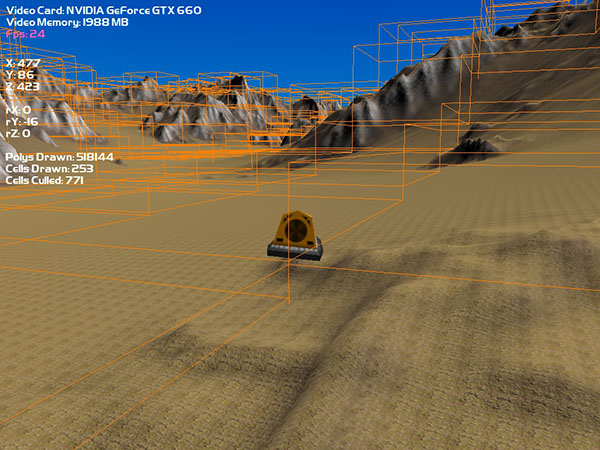 Video Card: NVIDIA GeForce GTX 660
Video Memory: 1988 MB
Fps: 24
X: 477
Y: 86
Z: 423
rX: 0
rY: -16
rZ: 0
Polys Drawn: 518144
Cells Drawn: 253
Cells Culled: 771